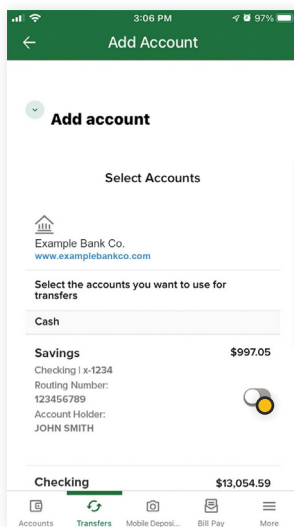 3:06 PM
97%
Add Account
Add account
Select Accounts
Example Bank Co.
www.examplebankco.com
Select the accounts you want to use for
transfers
Cash
Savings $997.05
Checking | x-1234
Routing Number:
123456789
Account Holder:
JOHN SMITH
Checking $13,054.59
Accounts Transfers Mobile Deposi... Bill Pay More